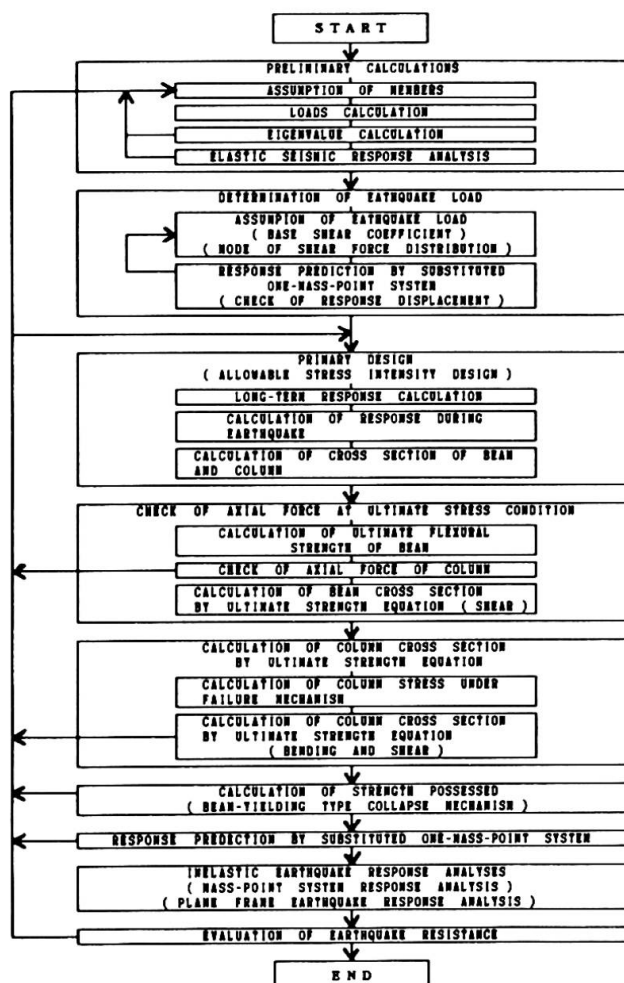 START
PRELIMINARY CALCULATIONS
ASSUMPTION OF MEMBERS
LOADS CALCULATION
EIGENVALUE CALCULATION
ELASTIC SEISMIC RESPONSE ANALYSIS
DETERMINATION OF EATHQUAKE LOAD
ASSUMPION OF EATHQUAKE LOAD
( BASE SHEAR COEFFICIENT )
( MODE OF SHEAR FORCE DISTRIBUTION )
RESPONSE PREDICTION BY SUBSTITUTED
ONE-MASS-POINT SYSTEM
( CHECK OF RESPONSE DISPLACEMENT )
PRIMARY DESIGN
( ALLOWABLE STRESS INTENSITY DESIGN )
LONG-TERM RESPONSE CALCULATION
CALCULATION OF RESPONSE DURING
EARTHQUAKE
CALCULATION OF CROSS SECTION OF BEAM
AND COLUMN
CHECK OF AXIAL FORCE AT ULTIMATE STRESS CONDITION
CALCULATION OF ULTIMATE FLEXURAL
STRENGTH OF BEAM
CHECK OF AXIAL FORCE OF COLUMN
CALCULATION OF BEAM CROSS SECTION
BY ULTIMATE STRENGTH EQUATION ( SHEAR )
CALCULATION OF COLUMN CROSS SECTION
BY ULTIMATE STRENGTH EQUATION
CALCULATION OF COLUMN STRESS UNDER
FAILURE MECHANISM
CALCULATION OF COLUMN CROSS SECTION
BY ULTIMATE STRENGTH EQUATION
( BENDING AND SHEAR )
CALCULATION OF STRENGTH POSSESSED
( BEAM-YIELDING TYPE COLLAPSE MECHANISM )
RESPONSE PREDECTION BY SUBSTITUTED ONE-MASS-POINT SYSTEM
INELASTIC EARTHQUAKE RESPONSE ANALYSES
( MASS-POINT SYSTEM RESPONSE ANALYSIS )
( PLANE FRAME EARTHQUAKE RESPONSE ANALYSIS )
EVALUATION OF EARTHQUAKE RESISTANCE
END